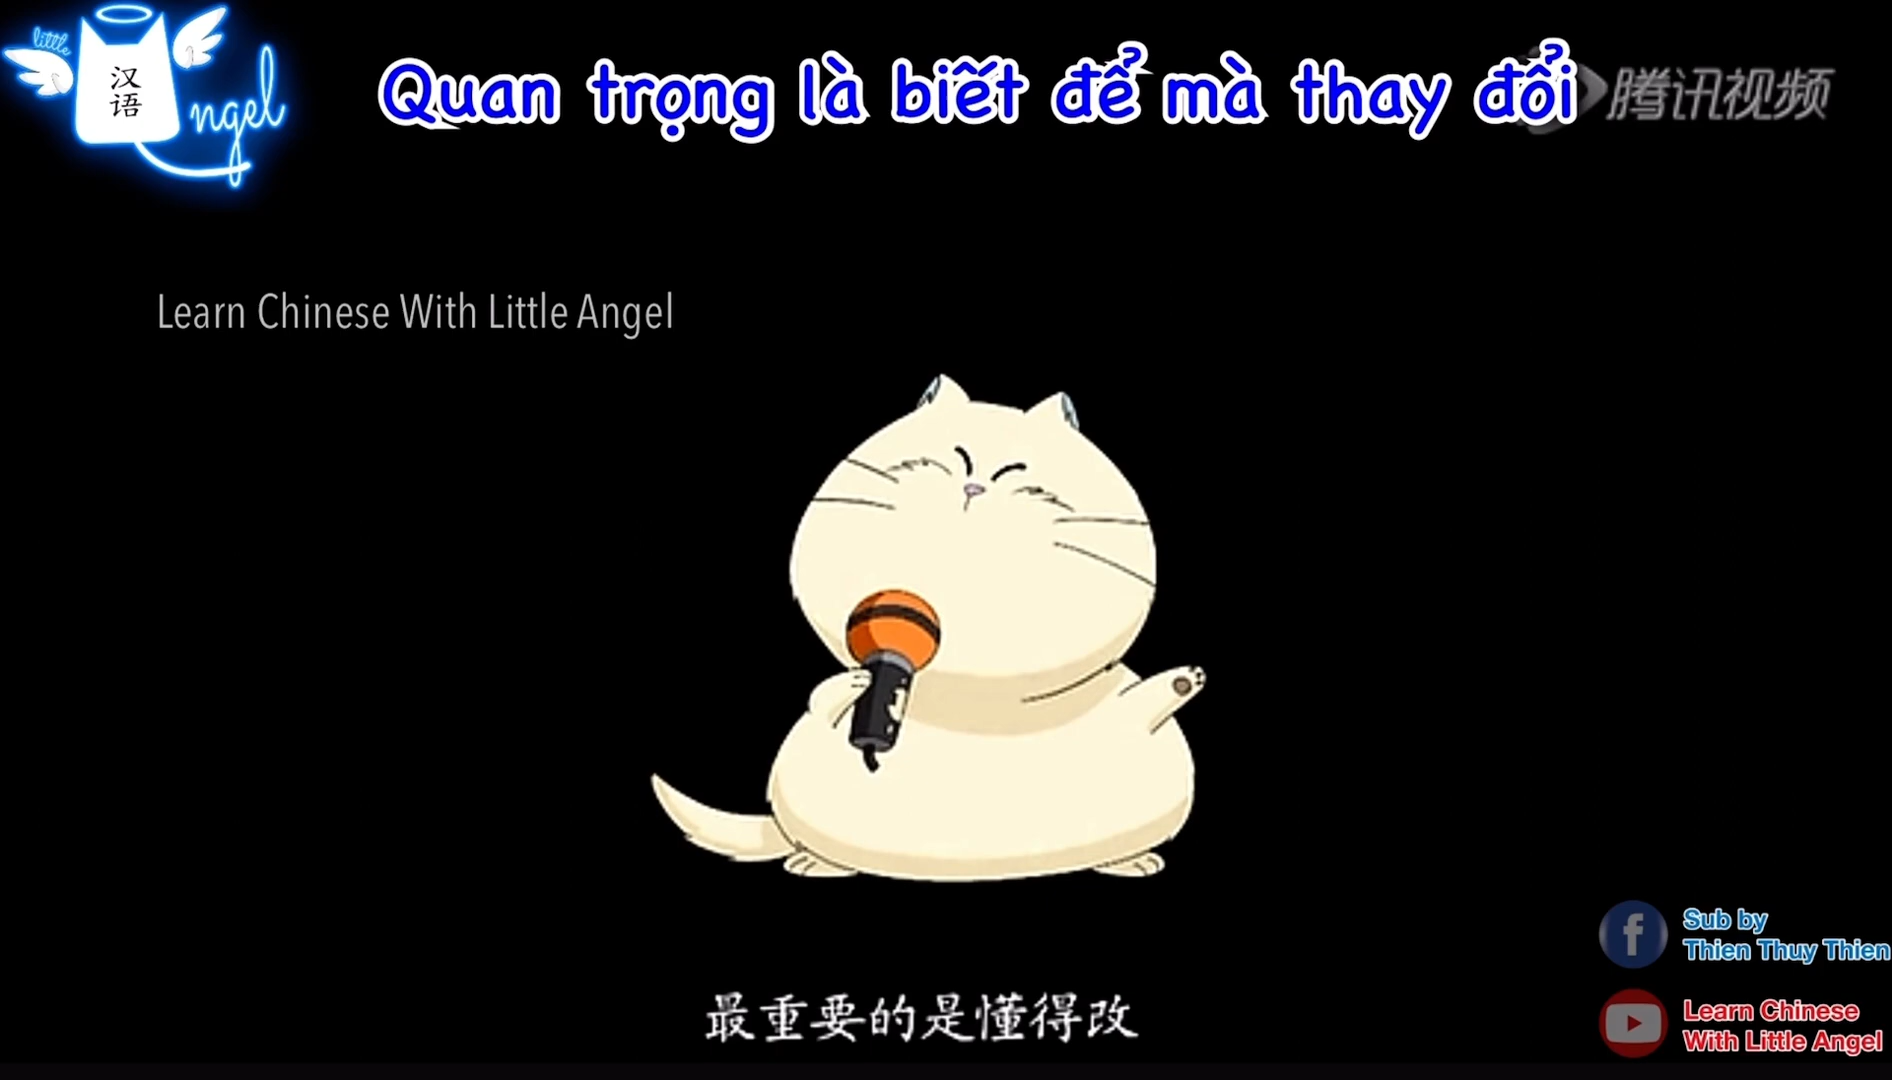 little
汉
语
ngel
Quan trọng là biết để mà thay đổi
腾讯视频
Learn Chinese With Little Angel
最重要的是懂得改
Sub by
Thien Thuy Thien
Learn Chinese
With Little Angel